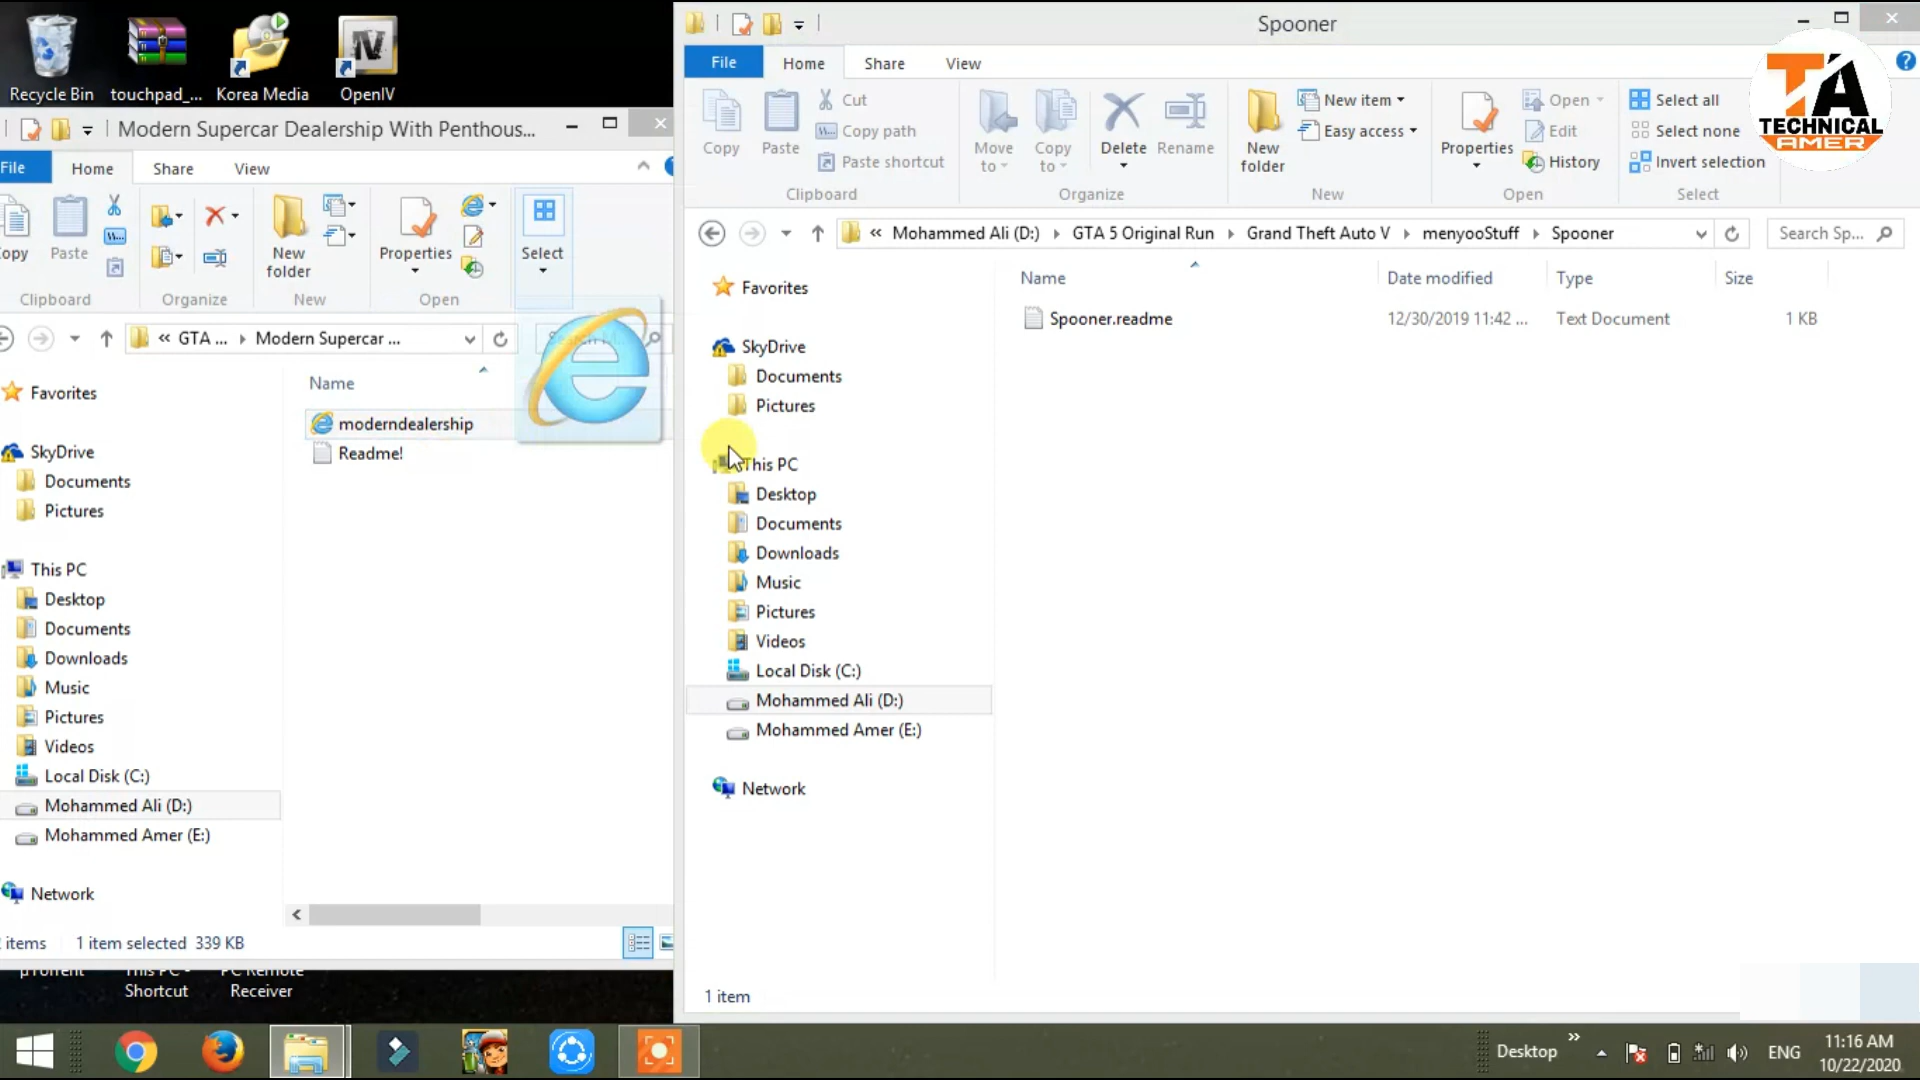 Recycle Bin
touchpad_...
Korea Media
OpenIV
Modern Supercar Dealership With Penthous...
File
Home
Share
View
opy
Paste
New
folder
Properties
Select
Clipboard
Organize
New
Open
« GTA ...
Modern Supercar ...
Name
moderndealership
Readme!
Favorites
SkyDrive
Documents
Pictures
This PC
Desktop
Documents
Downloads
Music
Pictures
Videos
Local Disk (C:)
Mohammed Ali (D:)
Mohammed Amer (E:)
Network
items
1 item selected 339 KB
This PC -
Shortcut
PC Remote
Receiver
Spooner
File
Home
Share
View
Copy
Paste
Cut
Copy path
Paste shortcut
Move
to
Copy
to
Delete
Rename
New
folder
New item
Easy access
Properties
Open
Edit
History
Select all
Select none
Invert selection
Clipboard
Organize
New
Open
Select
TA
TECHNICAL
AMER
« Mohammed Ali (D:)
GTA 5 Original Run
Grand Theft Auto V
menyooStuff
Spooner
Search Sp...
Name
Date modified
Type
Size
Spooner.readme
12/30/2019 11:42 ...
Text Document
1 KB
Favorites
SkyDrive
Documents
Pictures
This PC
Desktop
Documents
Downloads
Music
Pictures
Videos
Local Disk (C:)
Mohammed Ali (D:)
Mohammed Amer (E:)
Network
1 item
Desktop
»
ENG
11:16 AM
10/22/2020